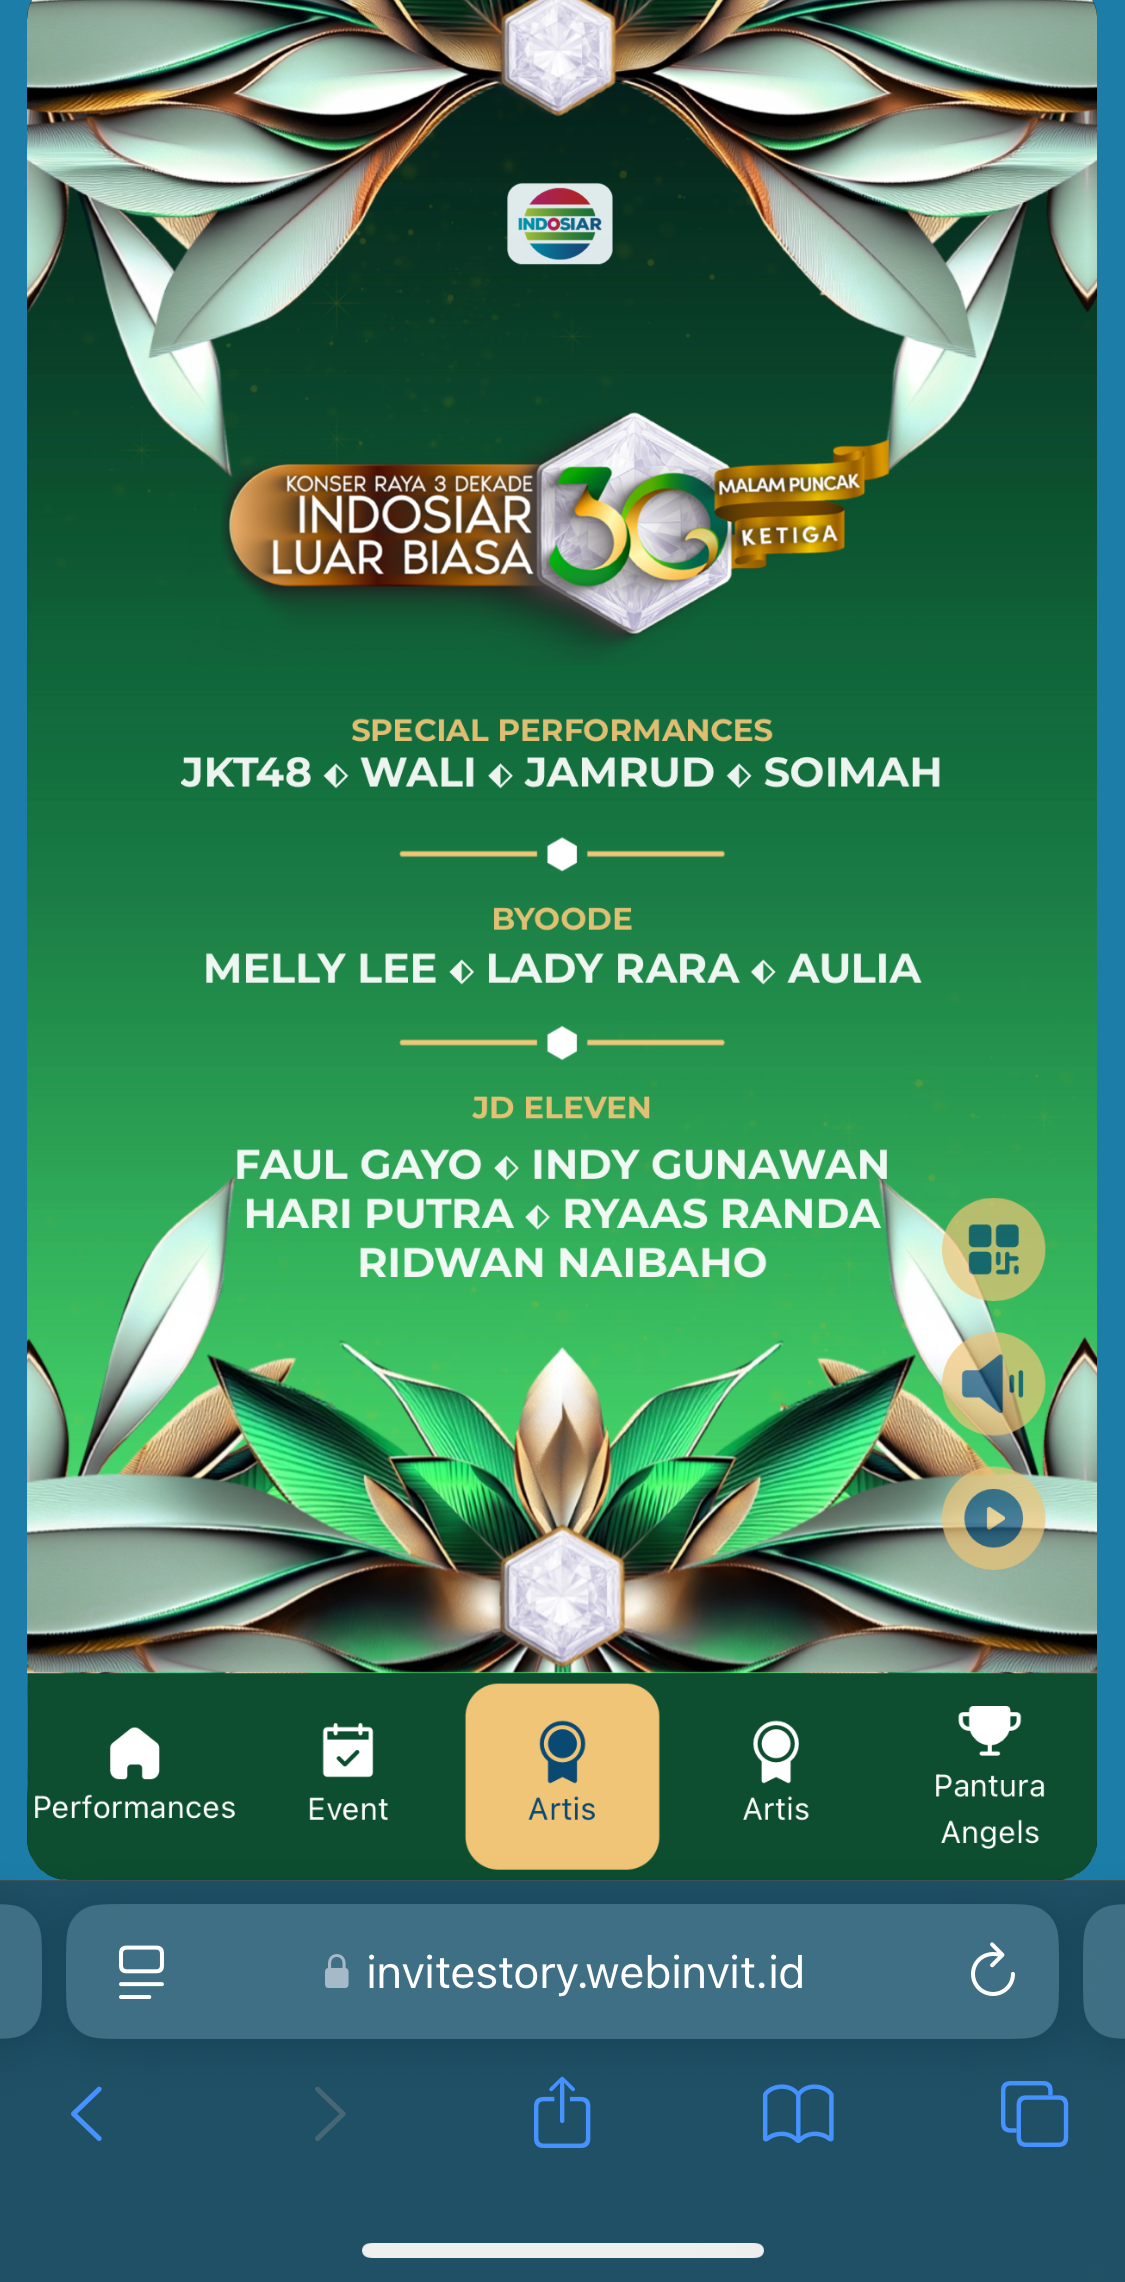 INDOSIAR
KONSER RAYA 3 DEKADE
INDOSIAR
LUAR BIASA
30
MALAM PUNCAK
KETIGA
SPECIAL PERFORMANCES
JKT48 ⬖ WALI ⬖ JAMRUD ⬖ SOIMAH
BYOODE
MELLY LEE ⬖ LADY RARA ⬖ AULIA
JD ELEVEN
FAUL GAYO ⬖ INDY GUNAWAN
HARI PUTRA ⬖ RYAAS RANDA
RIDWAN NAIBAHO
Performances
Event
Artis
Artis
Pantura
Angels
invitestory.webinvit.id